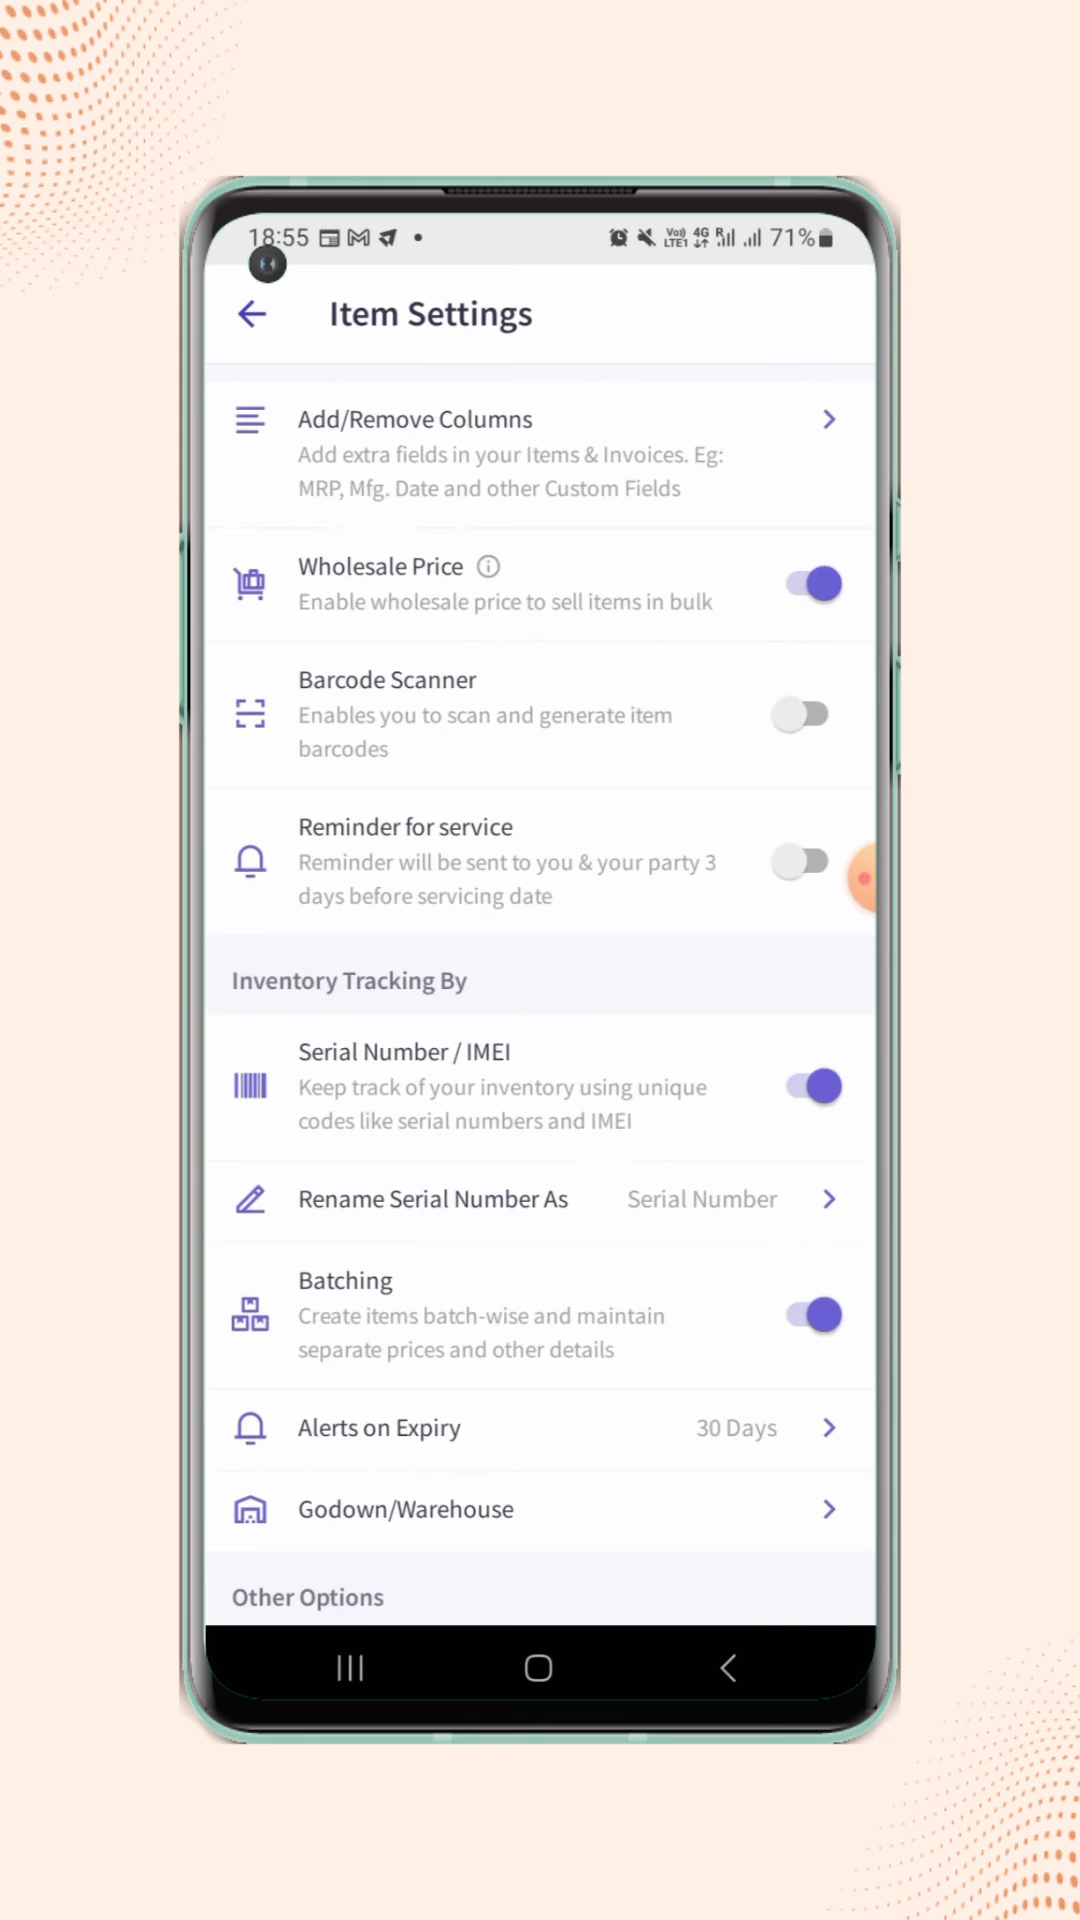 18:55
Vo)) 4G R
LTE1 71%
Item Settings
Add/Remove Columns
Add extra fields in your Items & Invoices. Eg:
MRP, Mfg. Date and other Custom Fields
Wholesale Price
Enable wholesale price to sell items in bulk
Barcode Scanner
Enables you to scan and generate item
barcodes
Reminder for service
Reminder will be sent to you & your party 3
days before servicing date
Inventory Tracking By
Serial Number / IMEI
Keep track of your inventory using unique
codes like serial numbers and IMEI
Rename Serial Number As Serial Number
Batching
Create items batch-wise and maintain
separate prices and other details
Alerts on Expiry 30 Days
Godown/Warehouse
Other Options